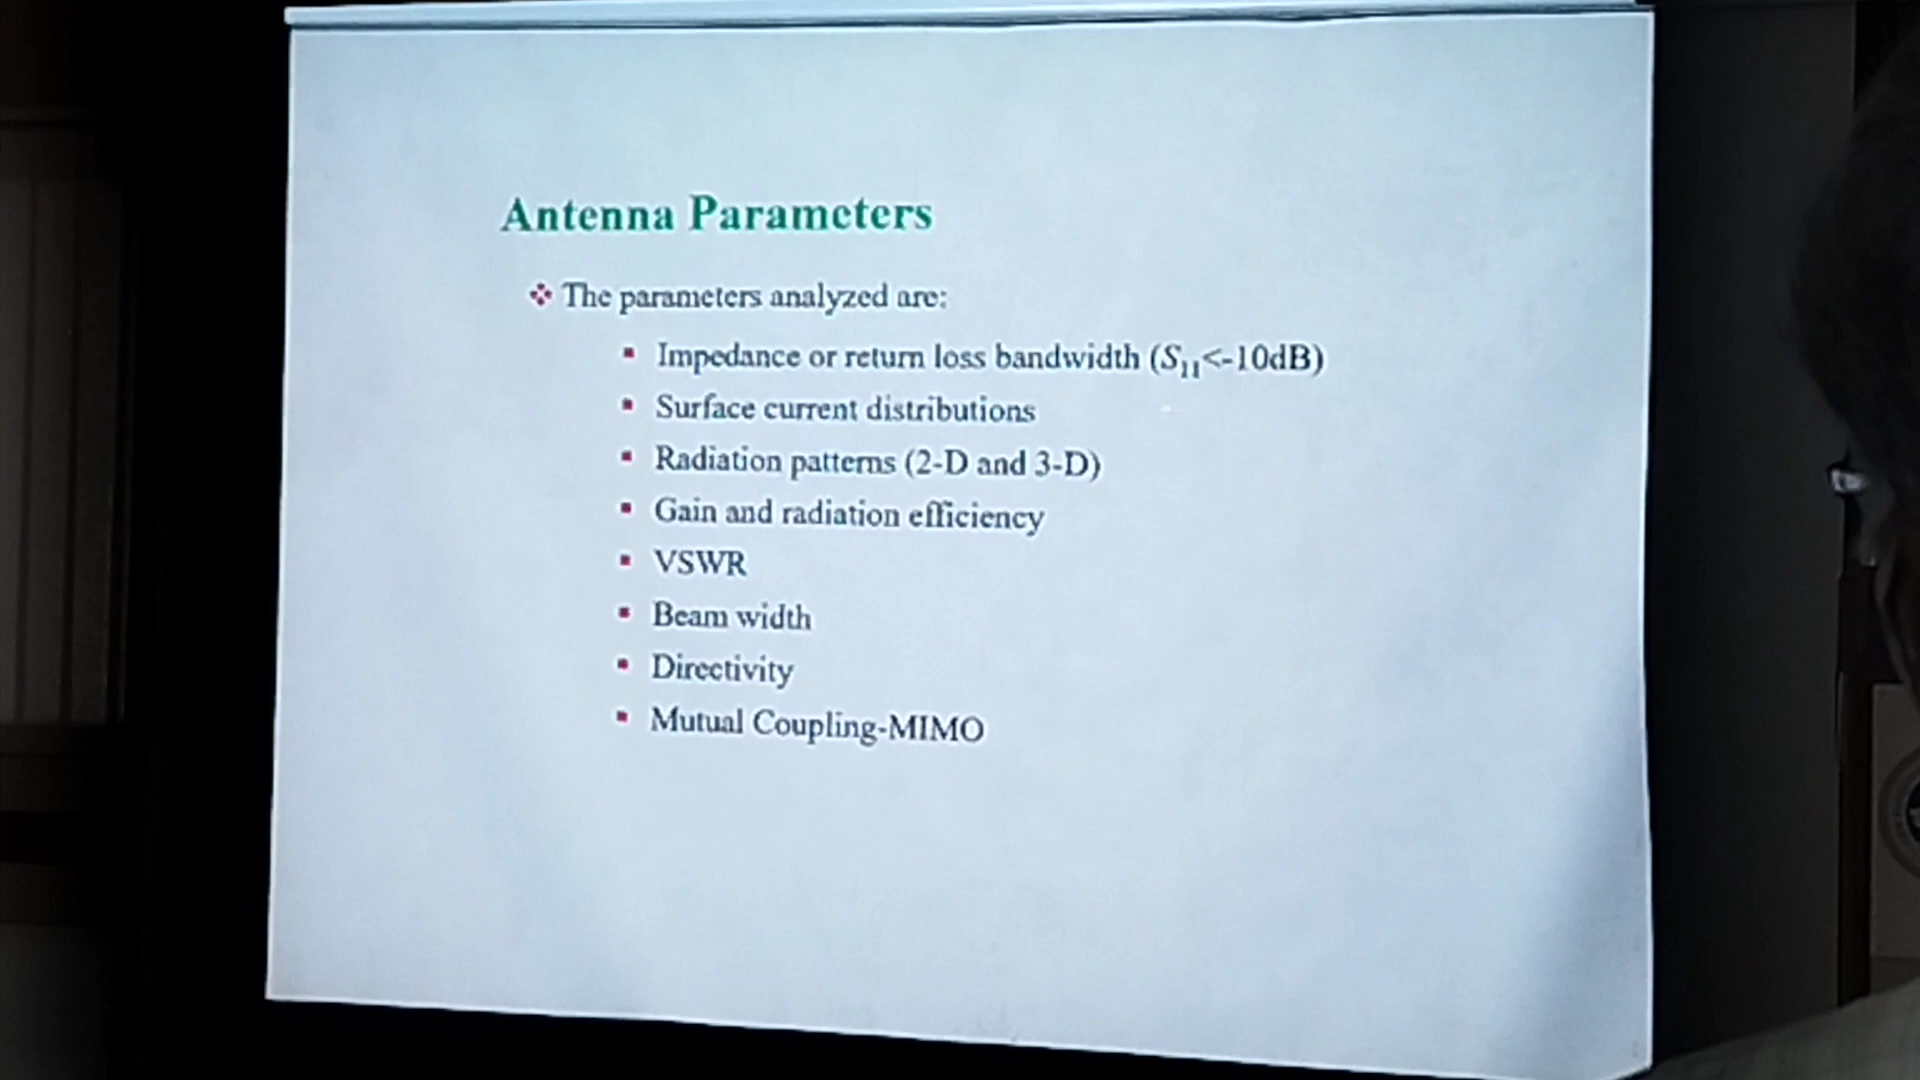 Antenna Parameters
❖ The parameters analyzed are:
▪ Impedance or return loss bandwidth (S₁₁<-10dB)
▪ Surface current distributions
▪ Radiation patterns (2-D and 3-D)
▪ Gain and radiation efficiency
▪ VSWR
▪ Beam width
▪ Directivity
▪ Mutual Coupling-MIMO